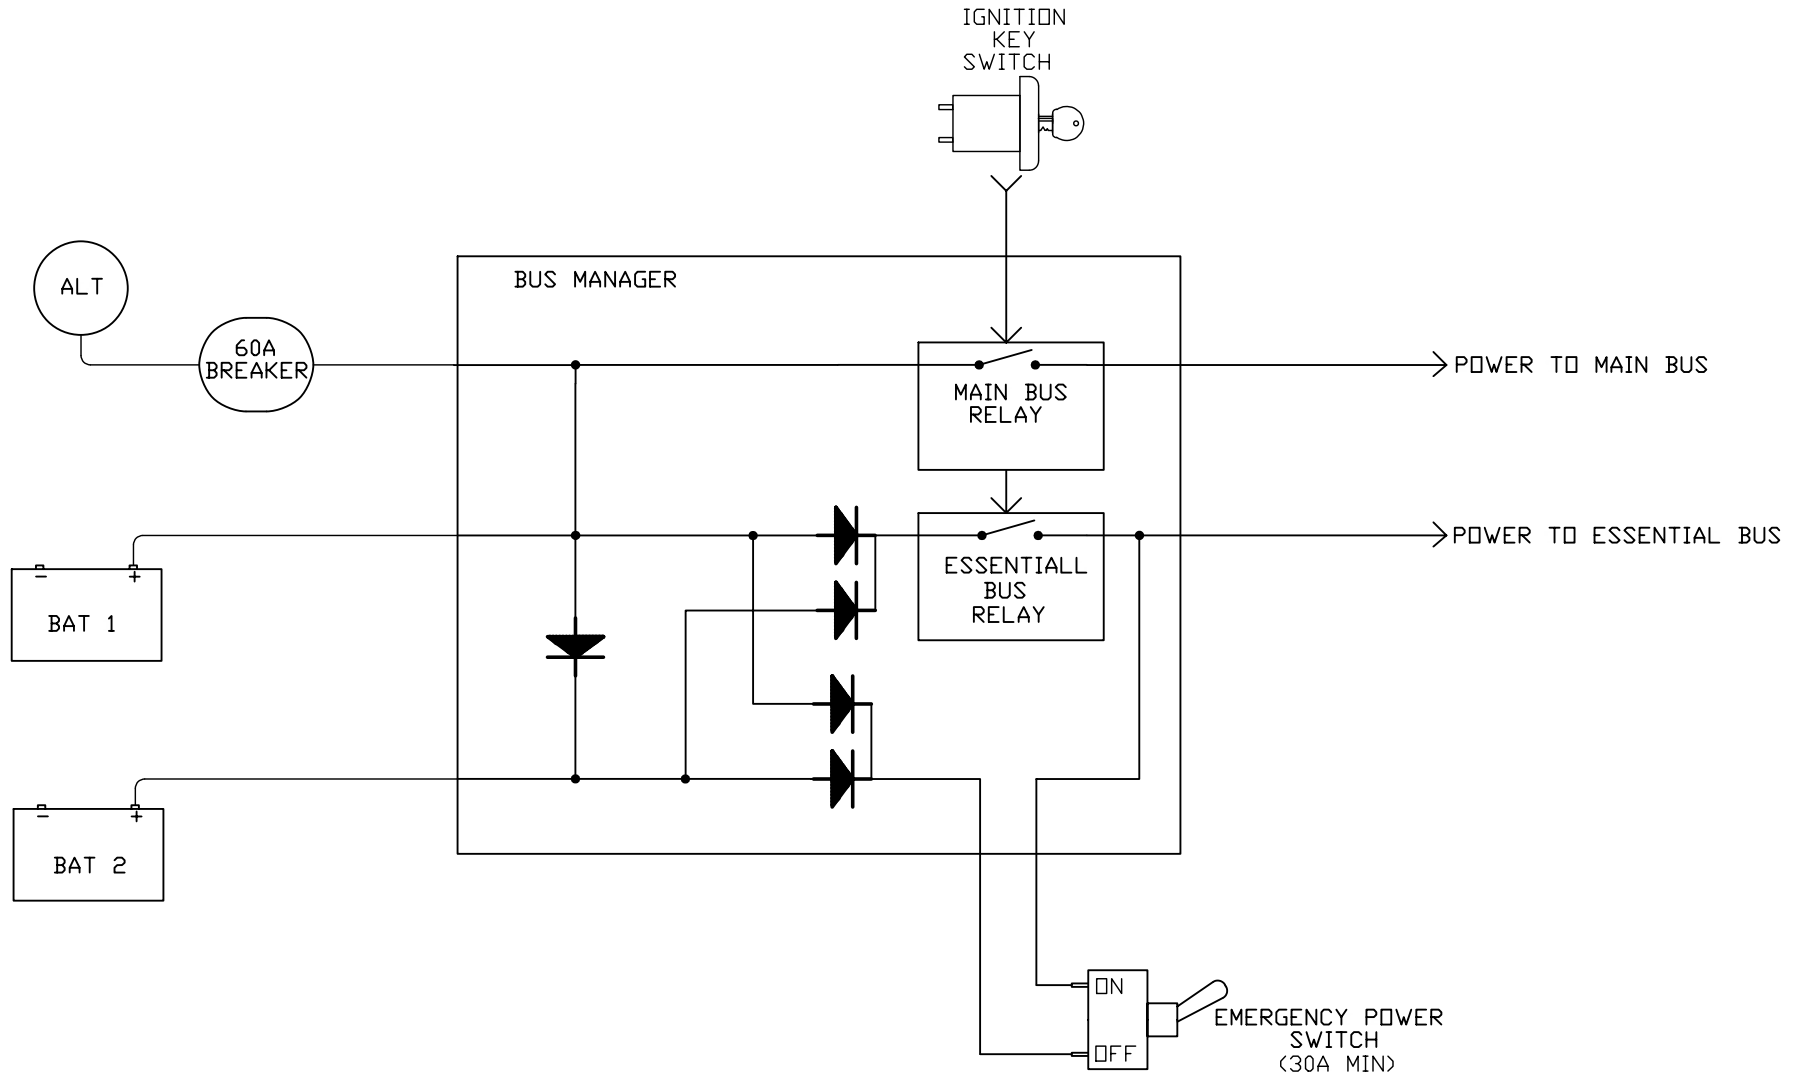 IGNITION
KEY
SWITCH
BUS MANAGER
ALT
60A
BREAKER
MAIN BUS
RELAY
POWER TO MAIN BUS
ESSENTIALL
BUS
RELAY
POWER TO ESSENTIAL BUS
- +
BAT 1
- +
BAT 2
ON
OFF
EMERGENCY POWER
SWITCH
(30A MIN)